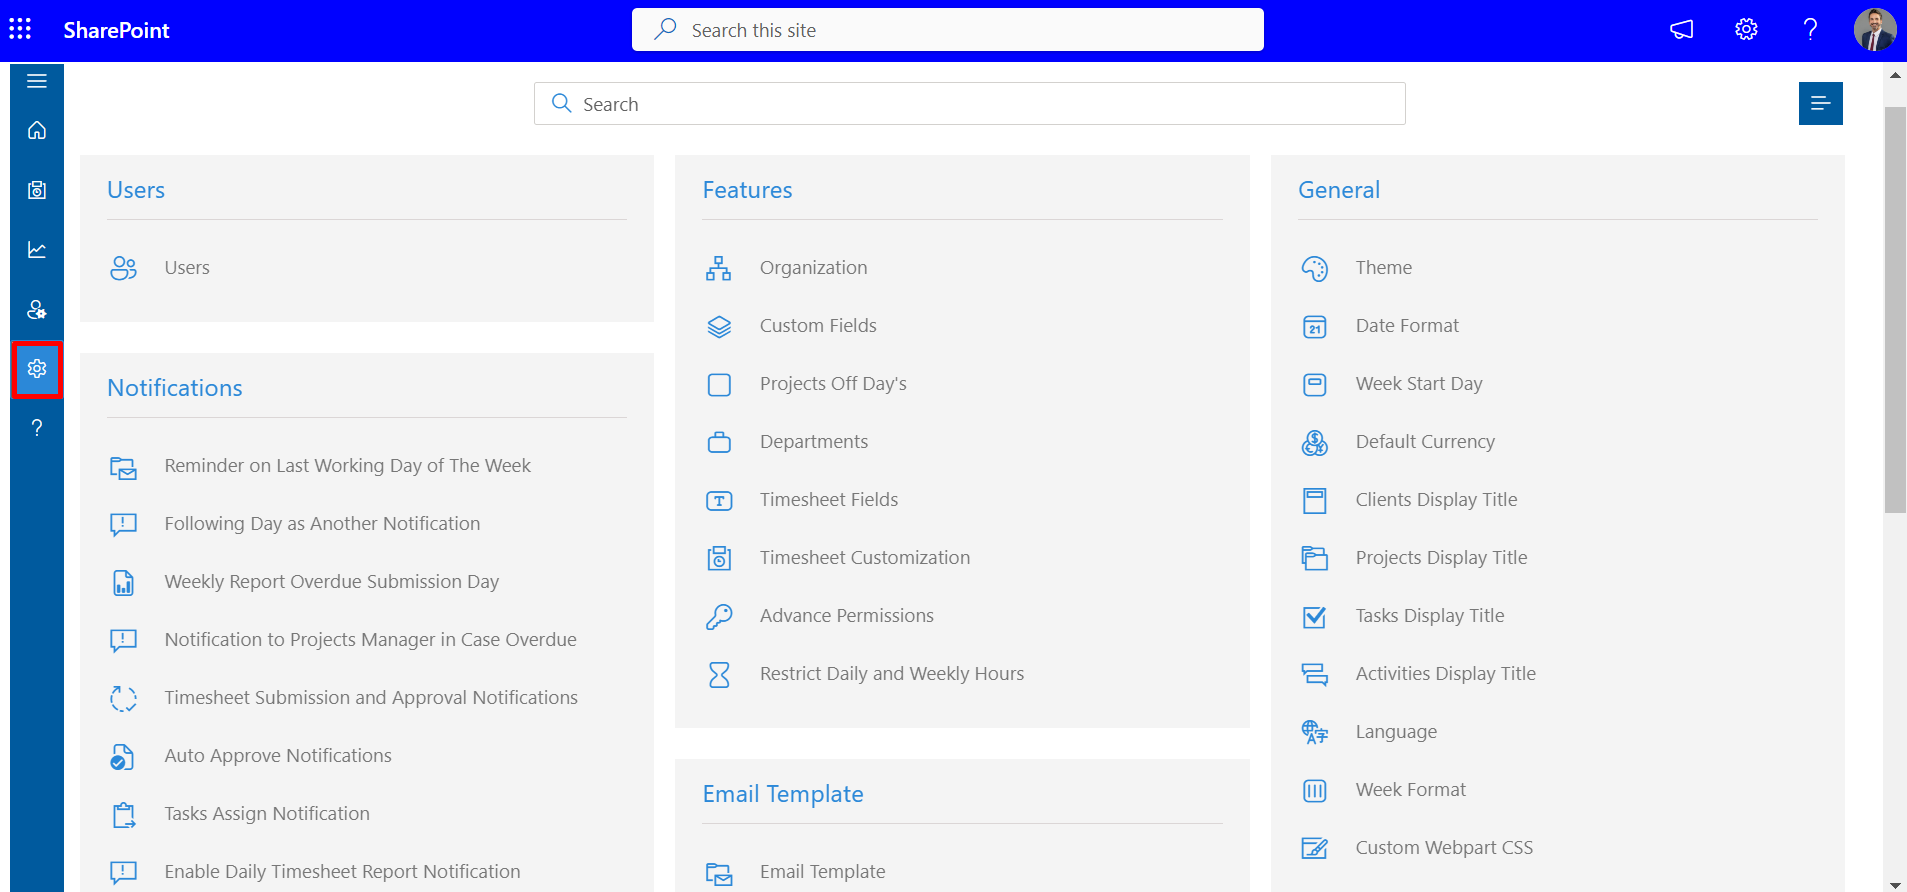 SharePoint
Search this site
Search
Users
Users
Notifications
Reminder on Last Working Day of The Week
Following Day as Another Notification
Weekly Report Overdue Submission Day
Notification to Projects Manager in Case Overdue
Timesheet Submission and Approval Notifications
Auto Approve Notifications
Tasks Assign Notification
Enable Daily Timesheet Report Notification
Features
Organization
Custom Fields
Projects Off Day's
Departments
Timesheet Fields
Timesheet Customization
Advance Permissions
Restrict Daily and Weekly Hours
Email Template
Email Template
General
Theme
21
Date Format
Week Start Day
Default Currency
Clients Display Title
Projects Display Title
Tasks Display Title
Activities Display Title
Language
Week Format
Custom Webpart CSS